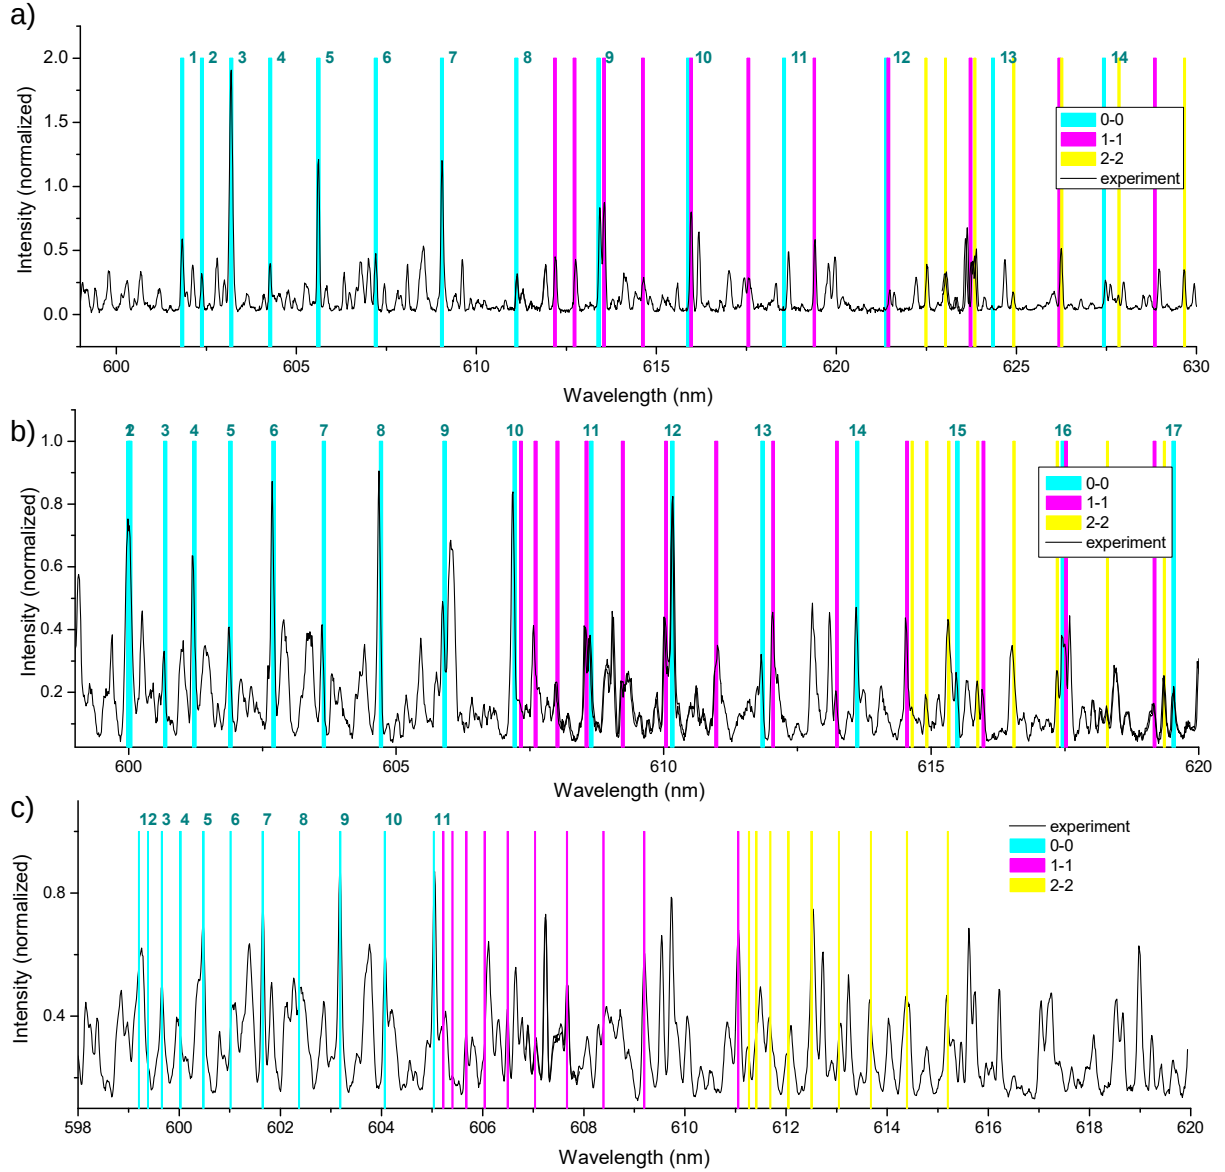 a)
1 2 3 4 5 6 7 8 9 10 11 12 13 14
2.0
1.5
1.0
0.5
0.0
Intensity (normalized)
0-0
1-1
2-2
experiment
600 605 610 615 620 625 630
Wavelength (nm)
b)
1 2 3 4 5 6 7 8 9 10 11 12 13 14 15 16 17
1.0
0.8
0.6
0.4
0.2
Intensity (normalized)
0-0
1-1
2-2
experiment
600 605 610 615 620
Wavelength (nm)
c)
1 2 3 4 5 6 7 8 9 10 11
0.8
0.4
Intensity (normalized)
experiment
0-0
1-1
2-2
598 600 602 604 606 608 610 612 614 616 618 620
Wavelength (nm)